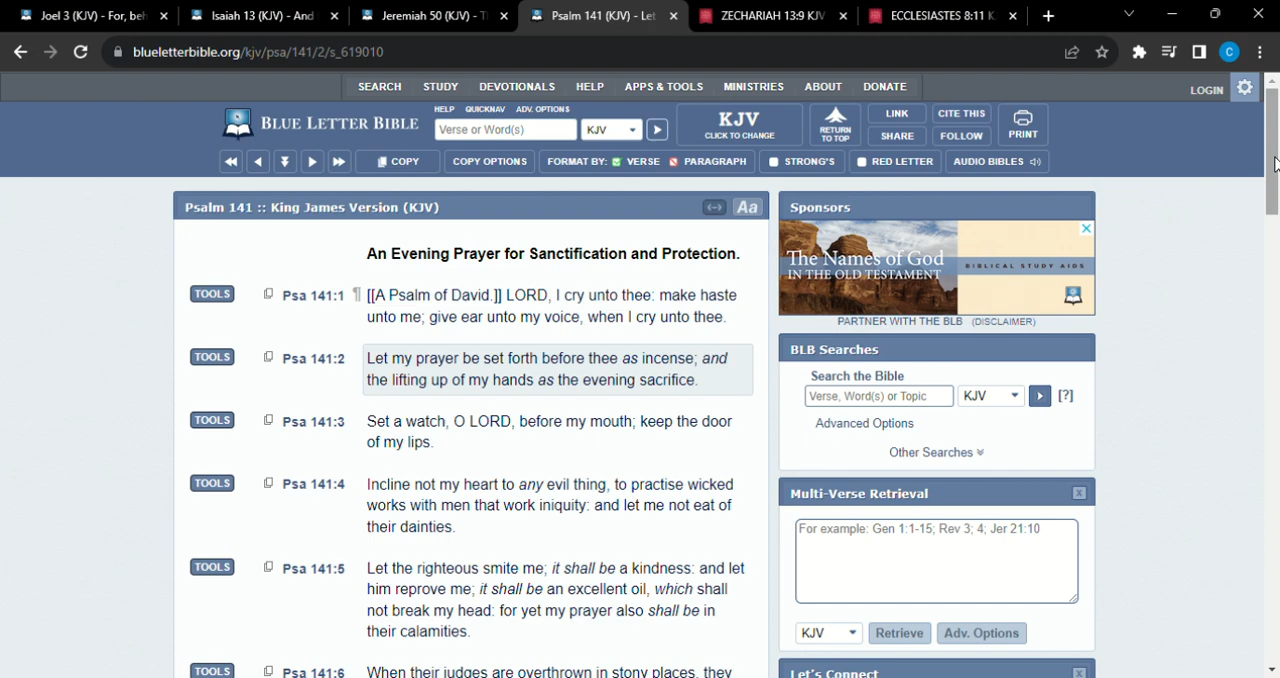 Joel 3 (KJV) - For, beh
Isaiah 13 (KJV) - And
Jeremiah 50 (KJV) - T
Psalm 141 (KJV) - Let
ZECHARIAH 13:9 KJV
ECCLESIASTES 8:11 K
blueletterbible.org/kjv/psa/141/2/s_619010
C
SEARCH STUDY DEVOTIONALS HELP APPS & TOOLS MINISTRIES ABOUT DONATE
LOGIN
BLUE LETTER BIBLE
HELP QUICKNAV ADV. OPTIONS
Verse or Word(s) KJV
KJV
CLICK TO CHANGE
RETURN
TO TOP
LINK CITE THIS
SHARE FOLLOW
PRINT
COPY COPY OPTIONS FORMAT BY: VERSE PARAGRAPH STRONG'S RED LETTER AUDIO BIBLES
Psalm 141 :: King James Version (KJV) Aa
An Evening Prayer for Sanctification and Protection.
TOOLS Psa 141:1 ¶ [[A Psalm of David.]] LORD, I cry unto thee: make haste
unto me; give ear unto my voice, when I cry unto thee.
TOOLS Psa 141:2 Let my prayer be set forth before thee as incense; and
the lifting up of my hands as the evening sacrifice.
TOOLS Psa 141:3 Set a watch, O LORD, before my mouth; keep the door
of my lips.
TOOLS Psa 141:4 Incline not my heart to any evil thing, to practise wicked
works with men that work iniquity: and let me not eat of
their dainties.
TOOLS Psa 141:5 Let the righteous smite me; it shall be a kindness: and let
him reprove me; it shall be an excellent oil, which shall
not break my head: for yet my prayer also shall be in
their calamities.
TOOLS Psa 141:6 When their judges are overthrown in stony places, they
Sponsors
The Names of God
IN THE OLD TESTAMENT
BIBLICAL STUDY AIDS
PARTNER WITH THE BLB (DISCLAIMER)
BLB Searches
Search the Bible
Verse, Word(s) or Topic KJV [?]
Advanced Options
Other Searches
Multi-Verse Retrieval x
For example: Gen 1:1-15; Rev 3; 4; Jer 21:10
KJV Retrieve Adv. Options
Let's Connect x